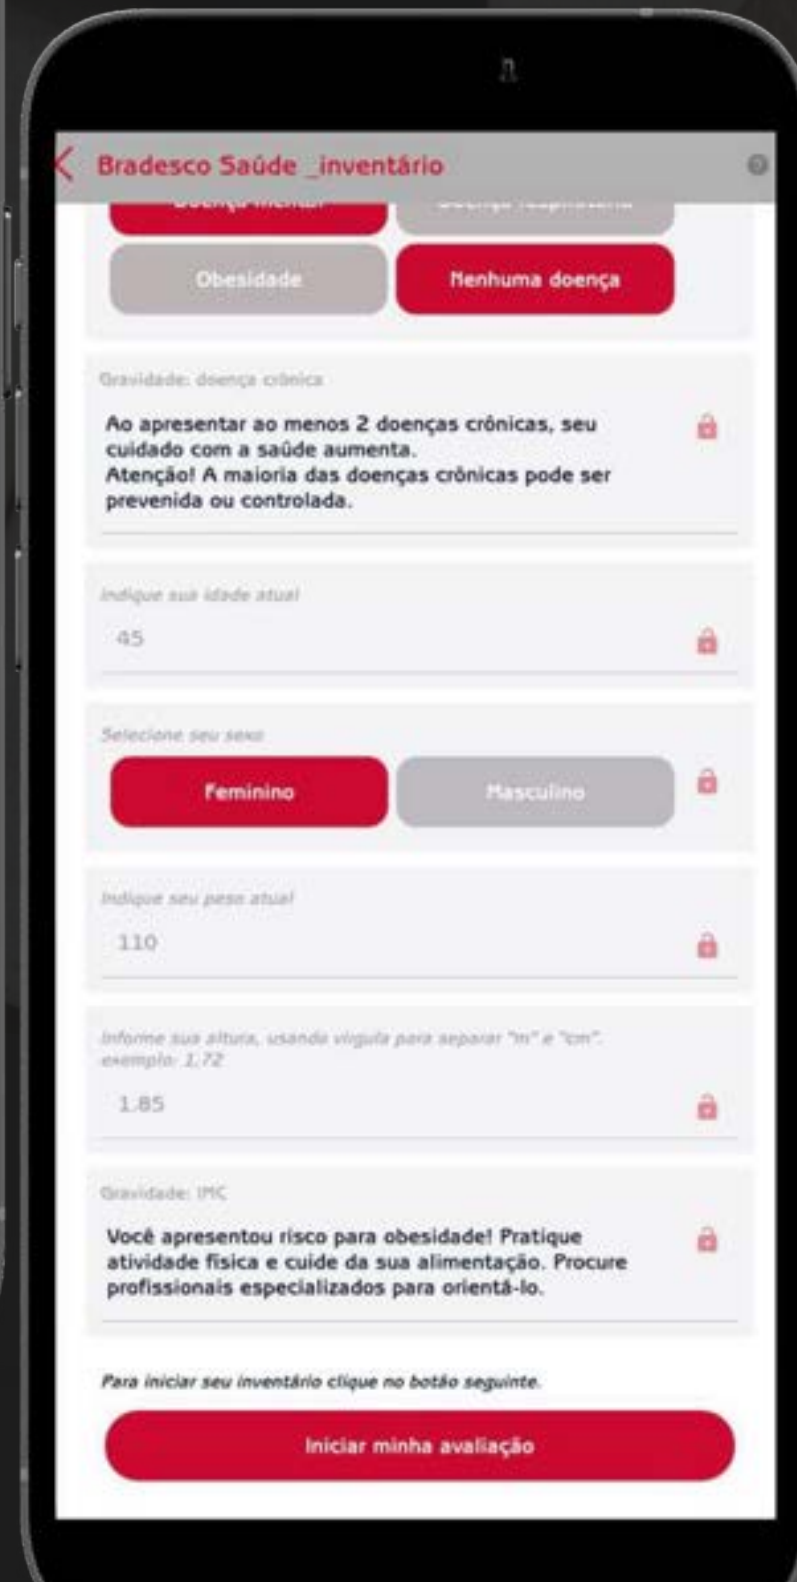 Bradesco Saúde _inventário
Obesidade
Nenhuma doença
Gravidade: doença crônica
Ao apresentar ao menos 2 doenças crônicas, seu
cuidado com a saúde aumenta.
Atenção! A maioria das doenças crônicas pode ser
prevenida ou controlada.
Indique sua idade atual
45
Selecione seu sexo
Feminino
Masculino
Indique seu peso atual
110
Informe sua altura, usando vírgula para separar "m" e "cm".
exemplo: 1,72
1.85
Gravidade: IMC
Você apresentou risco para obesidade! Pratique
atividade física e cuide da sua alimentação. Procure
profissionais especializados para orientá-lo.
Para iniciar seu inventário clique no botão seguinte.
Iniciar minha avaliação